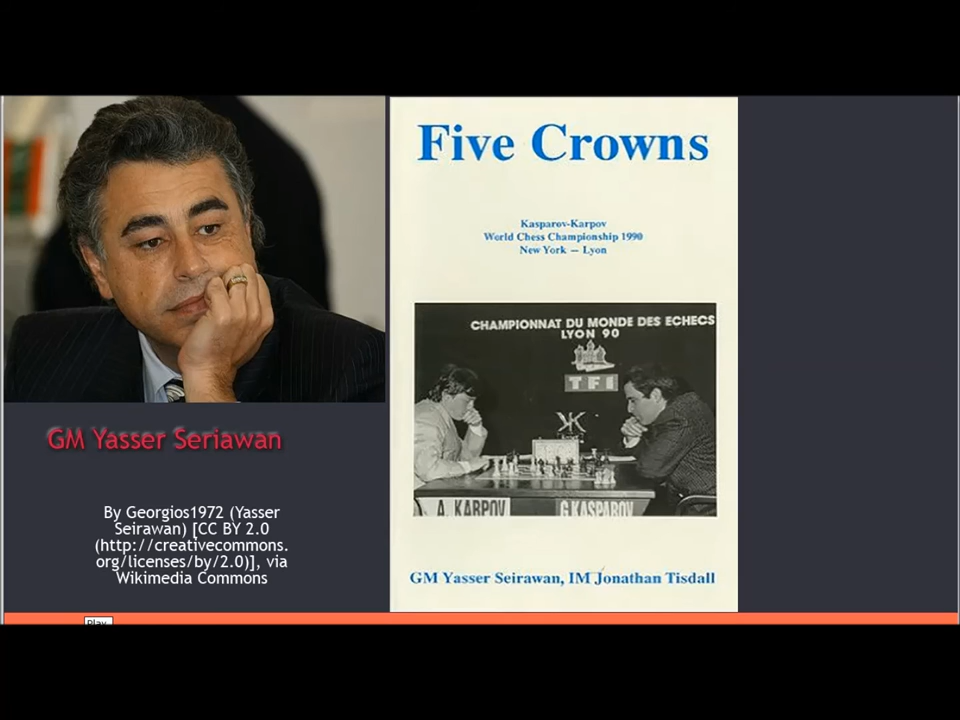 GM Yasser Seriawan
By Georgios1972 (Yasser
Seirawan) [CC BY 2.0
(http://creativecommons.
org/licenses/by/2.0)], via
Wikimedia Commons
Five Crowns
Kasparov-Karpov
World Chess Championship 1990
New York — Lyon
CHAMPIONNAT DU MONDE DES ECHECS
LYON 90
TF1
A. KARPOV
G.KASPAROV
GM Yasser Seirawan, IM Jonathan Tisdall
Play